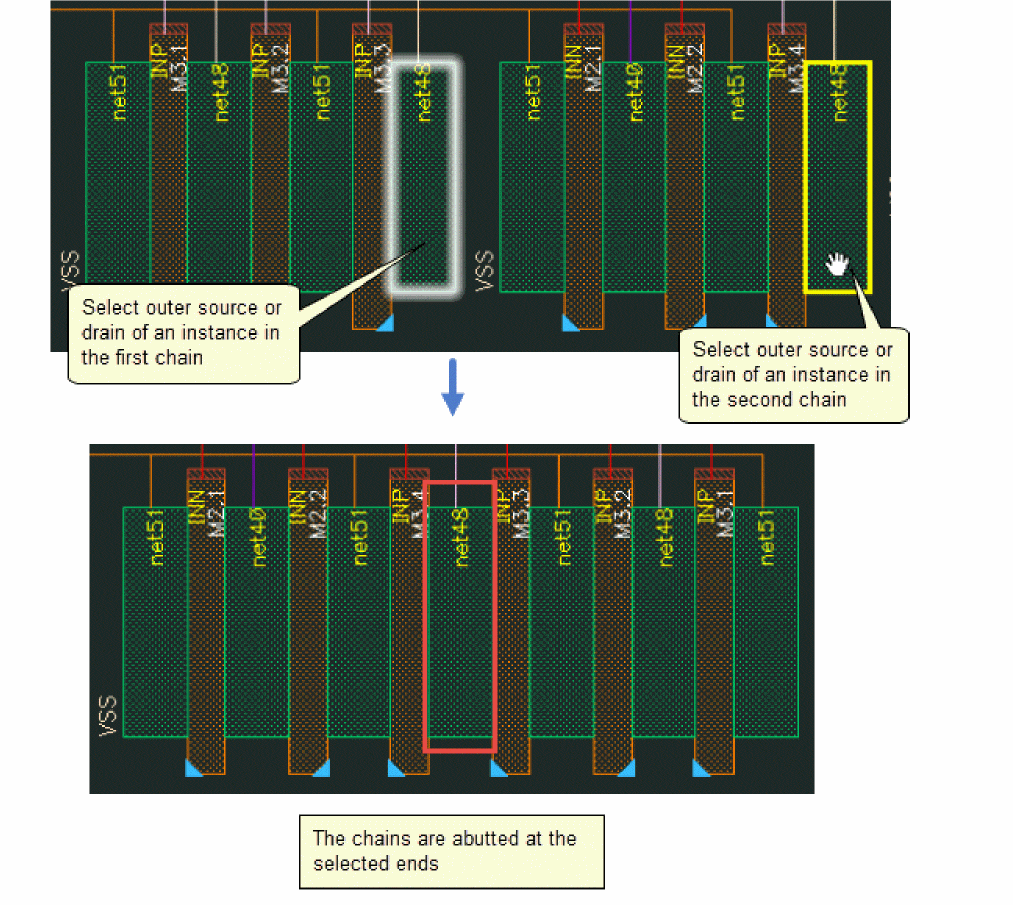 net51
INP
M3.1
net48
INP
M3.2
net51
INP
M3.3
net48
net51
INN
M2.1
net40
INN
M2.2
net51
INP
M3.4
net48
VSS
VSS
Select outer source or
drain of an instance in
the first chain
Select outer source or
drain of an instance in
the second chain
net51
INN
M2.1
net40
INN
M2.2
net51
INP
M3.4
net48
INP
M3.3
net51
INP
M3.2
net48
INP
M3.1
net51
VSS
The chains are abutted at the
selected ends